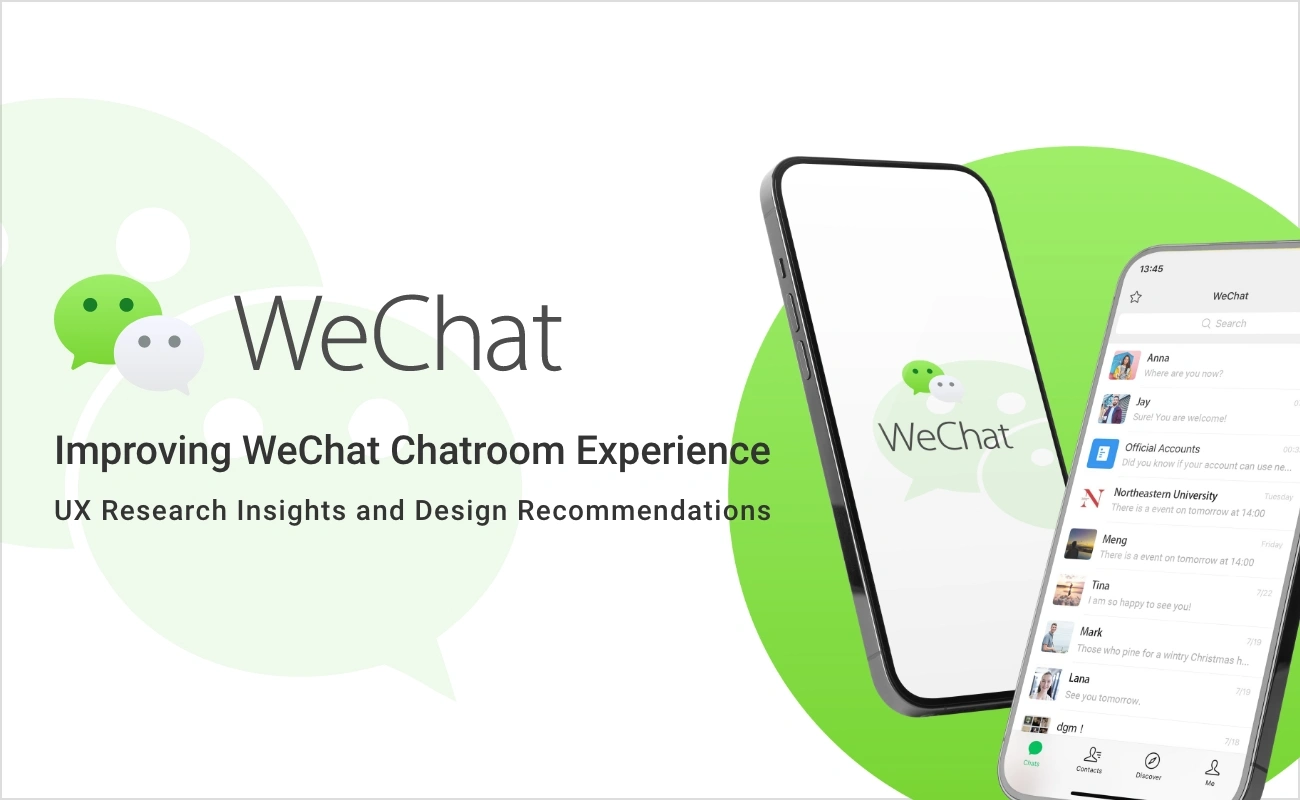 WeChat
Improving WeChat Chatroom Experience
UX Research Insights and Design Recommendations
WeChat
13:45
WeChat
Search
Anna
Where are you now?
Jay
Sure! You are welcome!
Official Accounts
Did you know if your account can use ne...
Northeastern University Tuesday
There is a event on tomorrow at 14:00
Meng Friday
There is a event on tomorrow at 14:00
Tina 7/22
I am so happy to see you!
Mark 7/19
Those who pine for a wintry Christmas h...
Lana 7/19
See you tomorrow.
dgm ! 7/18
Chats Contacts Discover Me